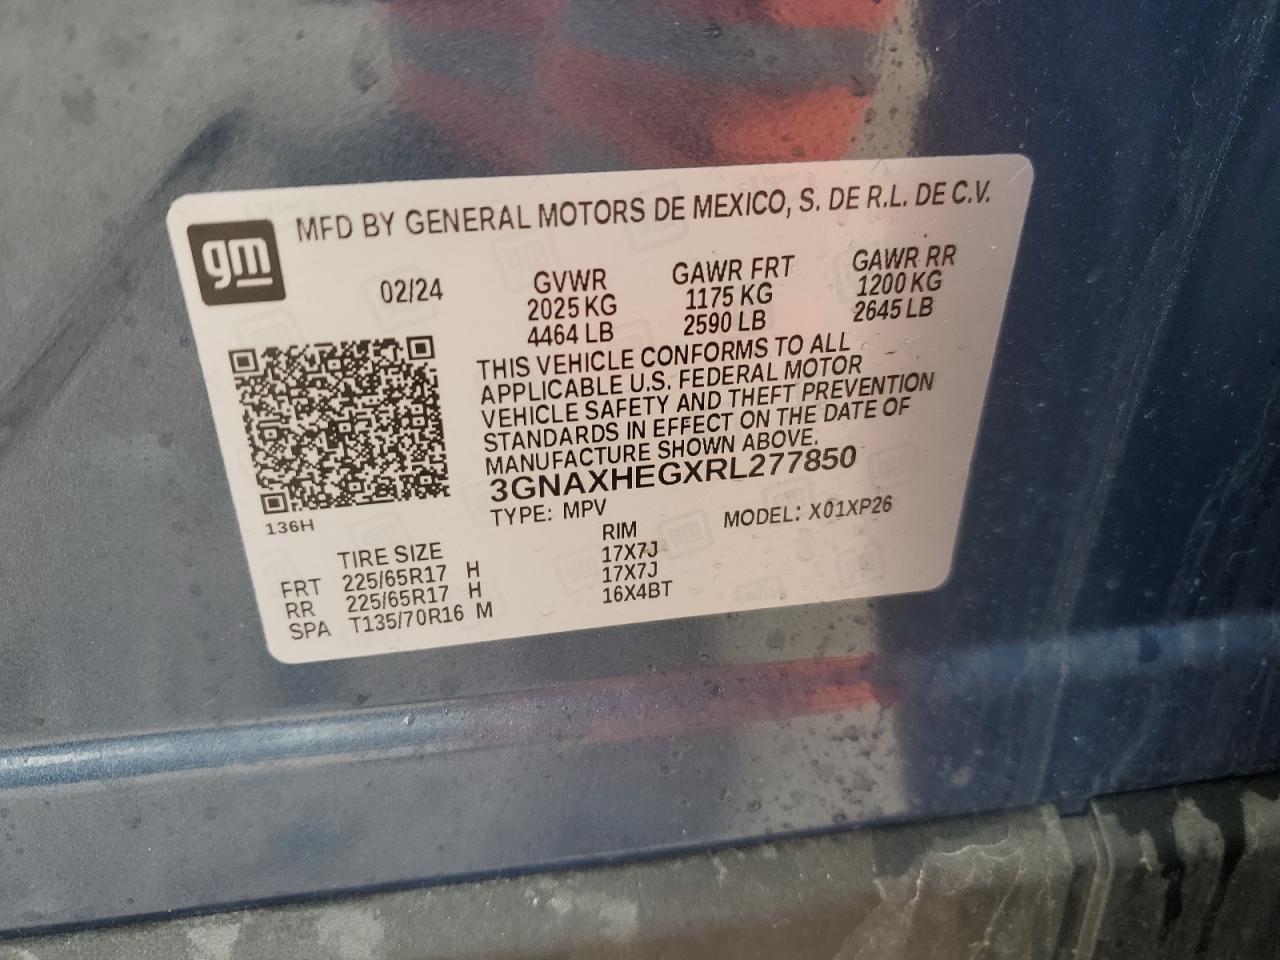 gm
MFD BY GENERAL MOTORS DE MEXICO, S. DE R.L. DE C.V.
02/24 GVWR GAWR FRT GAWR RR
2025 KG 1175 KG 1200 KG
4464 LB 2590 LB 2645 LB
THIS VEHICLE CONFORMS TO ALL
APPLICABLE U.S. FEDERAL MOTOR
VEHICLE SAFETY AND THEFT PREVENTION
STANDARDS IN EFFECT ON THE DATE OF
MANUFACTURE SHOWN ABOVE.
3GNAXHEGXRL277850
136H
TYPE: MPV MODEL: X01XP26
TIRE SIZE RIM
FRT 225/65R17 H 17X7J
RR 225/65R17 H 17X7J
SPA T135/70R16 M 16X4BT